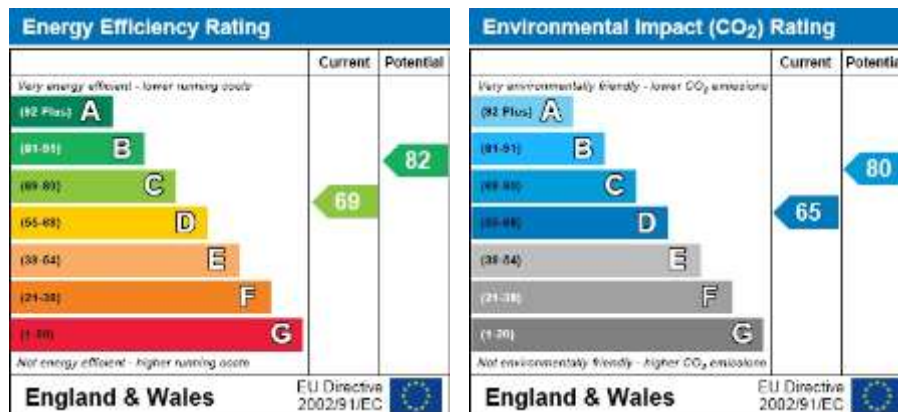 Energy Efficiency Rating
Current Potential
Very energy efficient - lower running costs
(92 Plus) A
(81-91) B
(69-80) C
(55-68) D
(39-54) E
(21-38) F
(1-20) G
82
69
Not energy efficient - higher running costs
England & Wales
EU Directive
2002/91/EC
Environmental Impact (CO₂) Rating
Current Potentia
Very environmentally friendly - lower CO₂ emissions
(92 Plus) A
(81-91) B
(69-80) C
(55-68) D
(39-54) E
(21-38) F
(1-20) G
80
65
Not environmentally friendly - higher CO₂ emissions
England & Wales
EU Directive
2002/91/EC